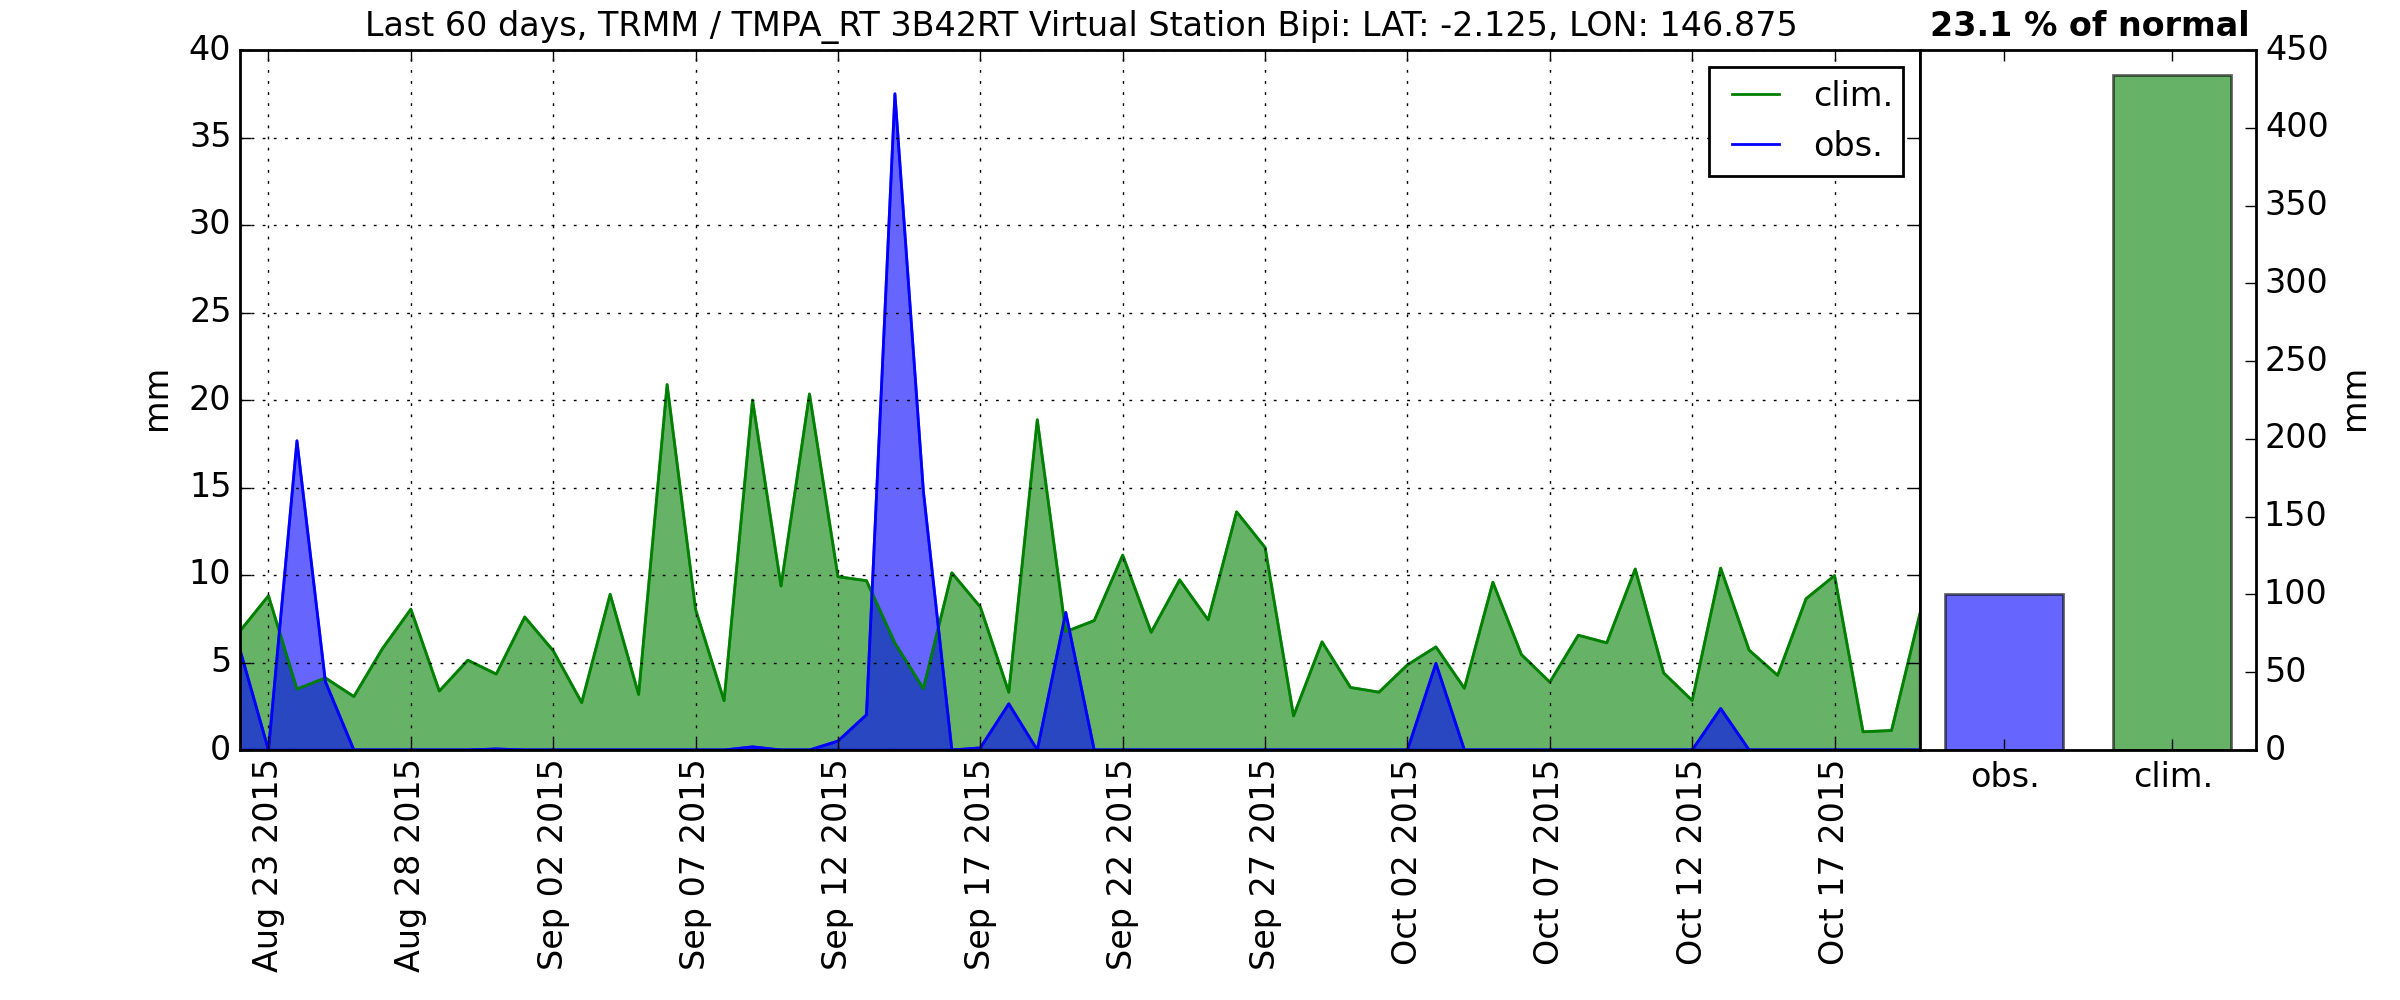 Last 60 days, TRMM / TMPA_RT 3B42RT Virtual Station Bipi: LAT: -2.125, LON: 146.875
23.1 % of normal
40
35
30
25
20
15
10
5
0
mm
clim.
obs.
450
400
350
300
250
200
150
100
50
0
mm
Aug 23 2015
Aug 28 2015
Sep 02 2015
Sep 07 2015
Sep 12 2015
Sep 17 2015
Sep 22 2015
Sep 27 2015
Oct 02 2015
Oct 07 2015
Oct 12 2015
Oct 17 2015
obs.
clim.